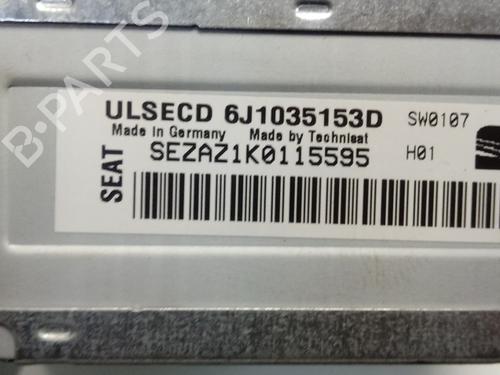 B-PARTS
ULSECD 6J1035153D SW0107
Made in Germany Made by Technisat
SEZAZ1K0115595 H01
SEAT